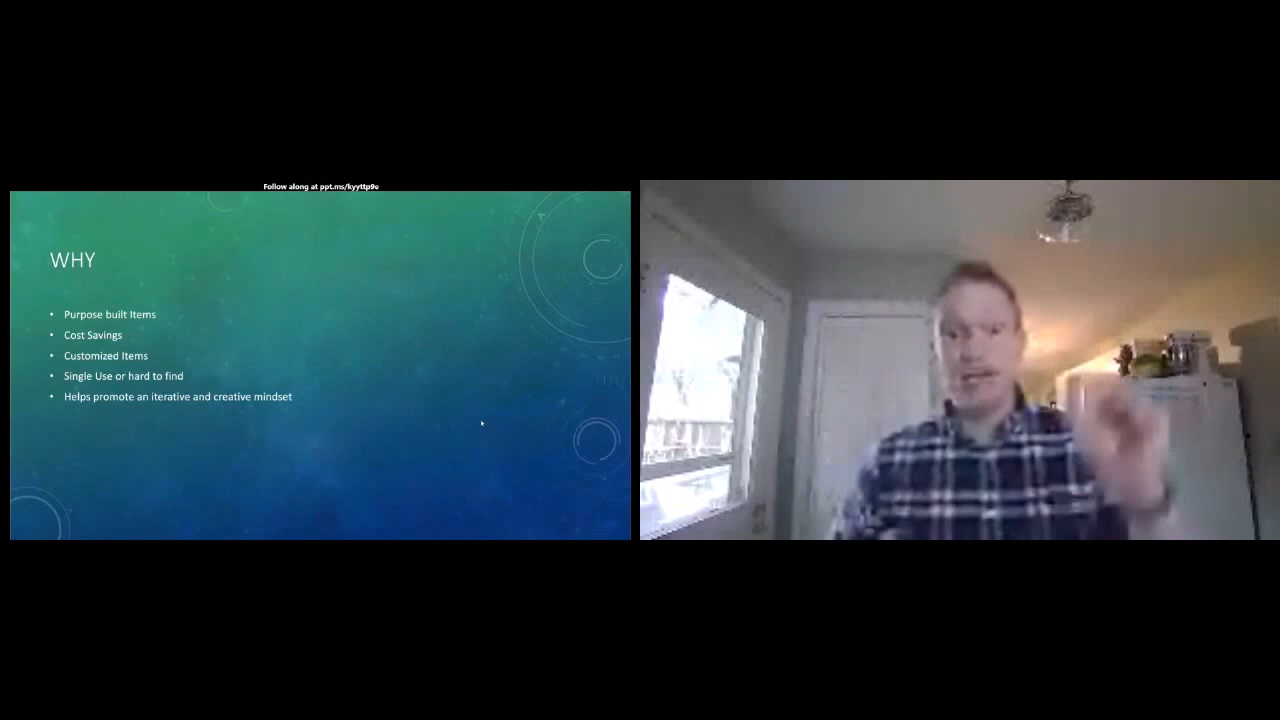 Follow along at ppt.ms/kyyttp9e
WHY
• Purpose built Items
• Cost Savings
• Customized Items
• Single Use or hard to find
• Helps promote an iterative and creative mindset